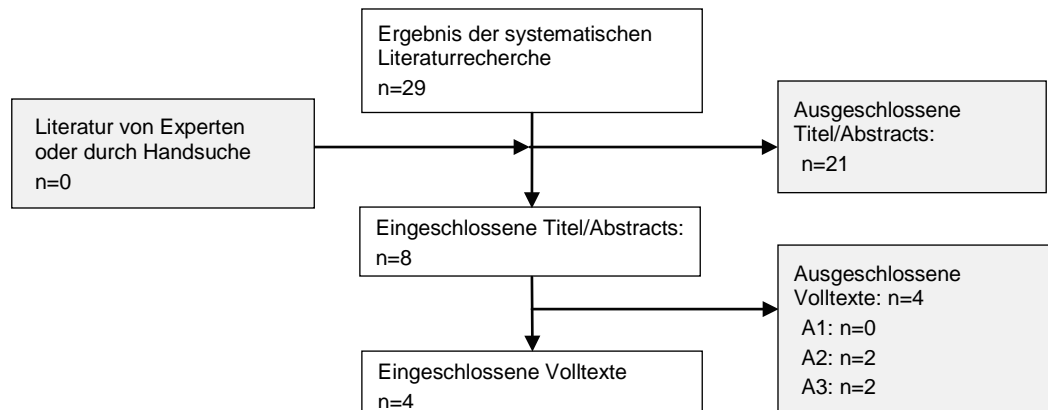 Ergebnis der systematischen
Literaturrecherche
n=29
Literatur von Experten
oder durch Handsuche
n=0
Ausgeschlossene
Titel/Abstracts:
n=21
Eingeschlossene Titel/Abstracts:
n=8
Ausgeschlossene
Volltexte: n=4
A1: n=0
A2: n=2
A3: n=2
Eingeschlossene Volltexte
n=4